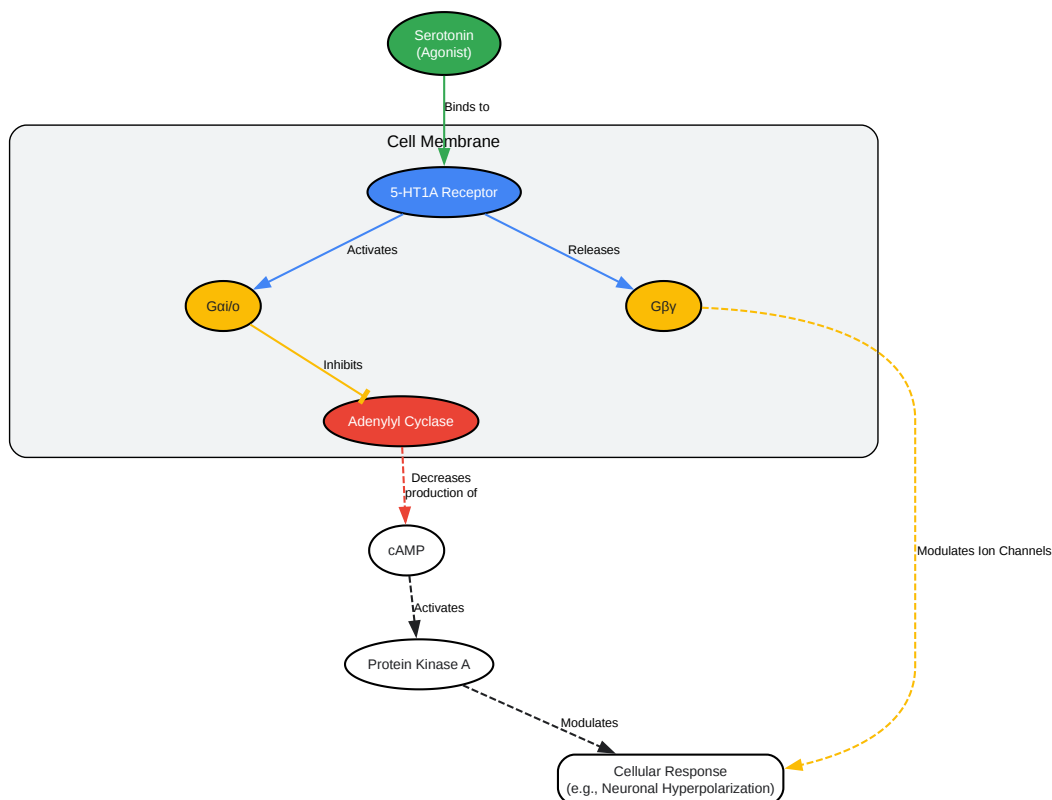 Serotonin
(Agonist)
Binds to
Cell Membrane
5-HT1A Receptor
Activates
Releases
Gαi/o
Gβγ
Inhibits
Adenylyl Cyclase
Decreases
production of
cAMP
Modulates Ion Channels
Activates
Protein Kinase A
Modulates
Cellular Response
(e.g., Neuronal Hyperpolarization)